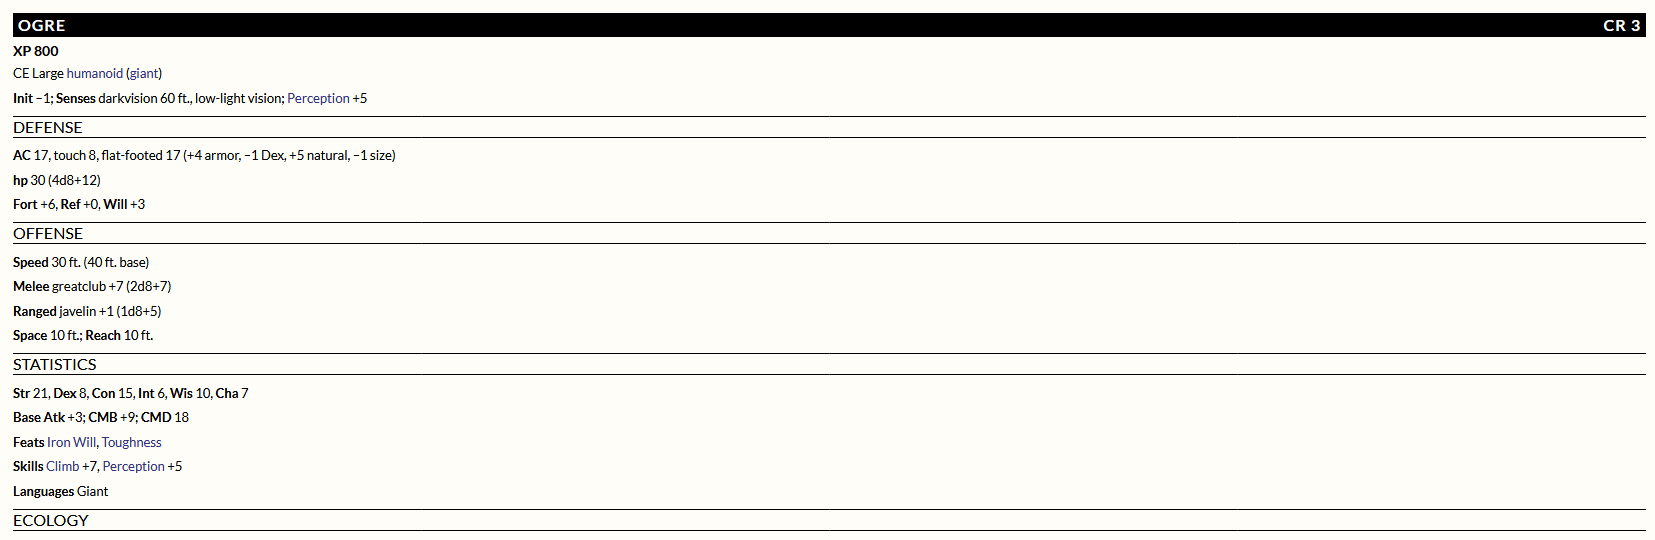 OGRE CR 3
XP 800
CE Large humanoid (giant)
Init −1; Senses darkvision 60 ft., low-light vision; Perception +5
DEFENSE
AC 17, touch 8, flat-footed 17 (+4 armor, −1 Dex, +5 natural, −1 size)
hp 30 (4d8+12)
Fort +6, Ref +0, Will +3
OFFENSE
Speed 30 ft. (40 ft. base)
Melee greatclub +7 (2d8+7)
Ranged javelin +1 (1d8+5)
Space 10 ft.; Reach 10 ft.
STATISTICS
Str 21, Dex 8, Con 15, Int 6, Wis 10, Cha 7
Base Atk +3; CMB +9; CMD 18
Feats Iron Will, Toughness
Skills Climb +7, Perception +5
Languages Giant
ECOLOGY